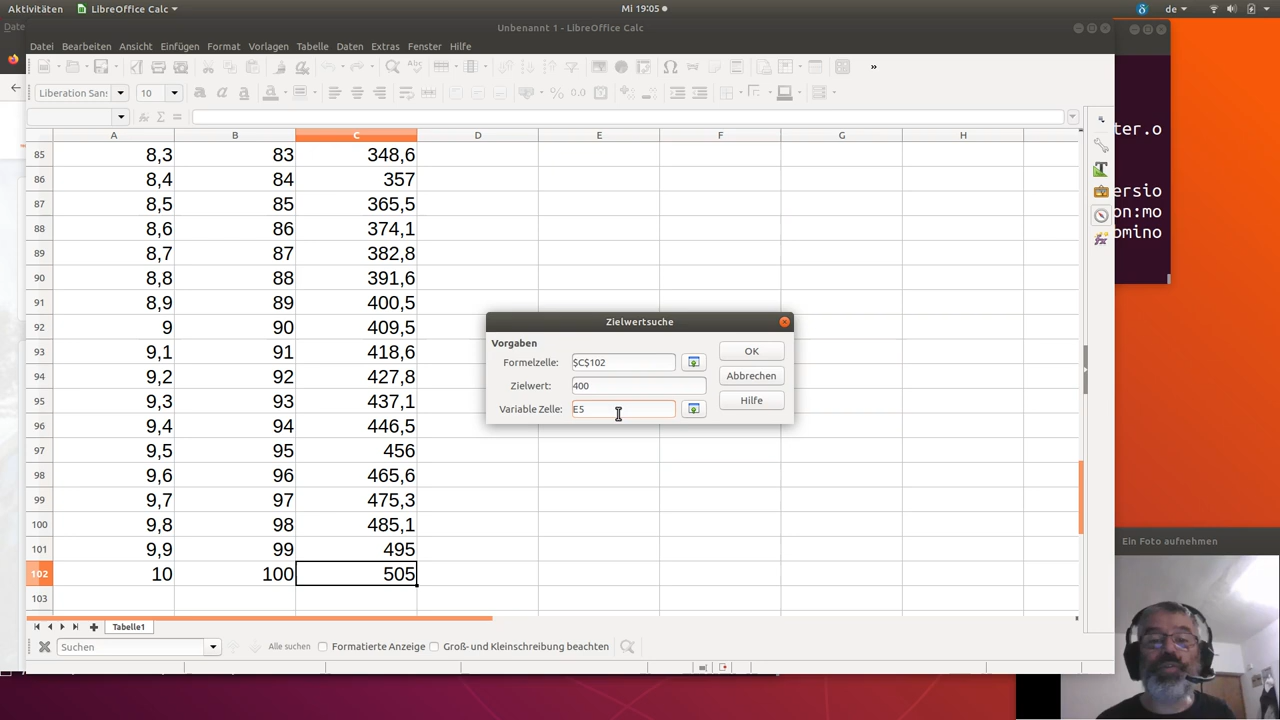 Aktivitäten LibreOffice Calc Mi 19:05 de
Date Unbenannt 1 - LibreOffice Calc
Datei Bearbeiten Ansicht Einfügen Format Vorlagen Tabelle Daten Extras Fenster Hilfe
»
Liberation Sans 10
A B C D E F G H
85 8,3 83 348,6
86 8,4 84 357
87 8,5 85 365,5
88 8,6 86 374,1
89 8,7 87 382,8
90 8,8 88 391,6
91 8,9 89 400,5
92 9 90 409,5
93 9,1 91 418,6
94 9,2 92 427,8
95 9,3 93 437,1
96 9,4 94 446,5
97 9,5 95 456
98 9,6 96 465,6
99 9,7 97 475,3
100 9,8 98 485,1
101 9,9 99 495
102 10 100 505
103
Zielwertsuche
Vorgaben
Formelzelle: $C$102
Zielwert: 400
Variable Zelle: E5
OK
Abbrechen
Hilfe
ter.o
ersio
on:mo
omino
Ein Foto aufnehmen
Tabelle1
Suchen Alle suchen Formatierte Anzeige Groß- und Kleinschreibung beachten